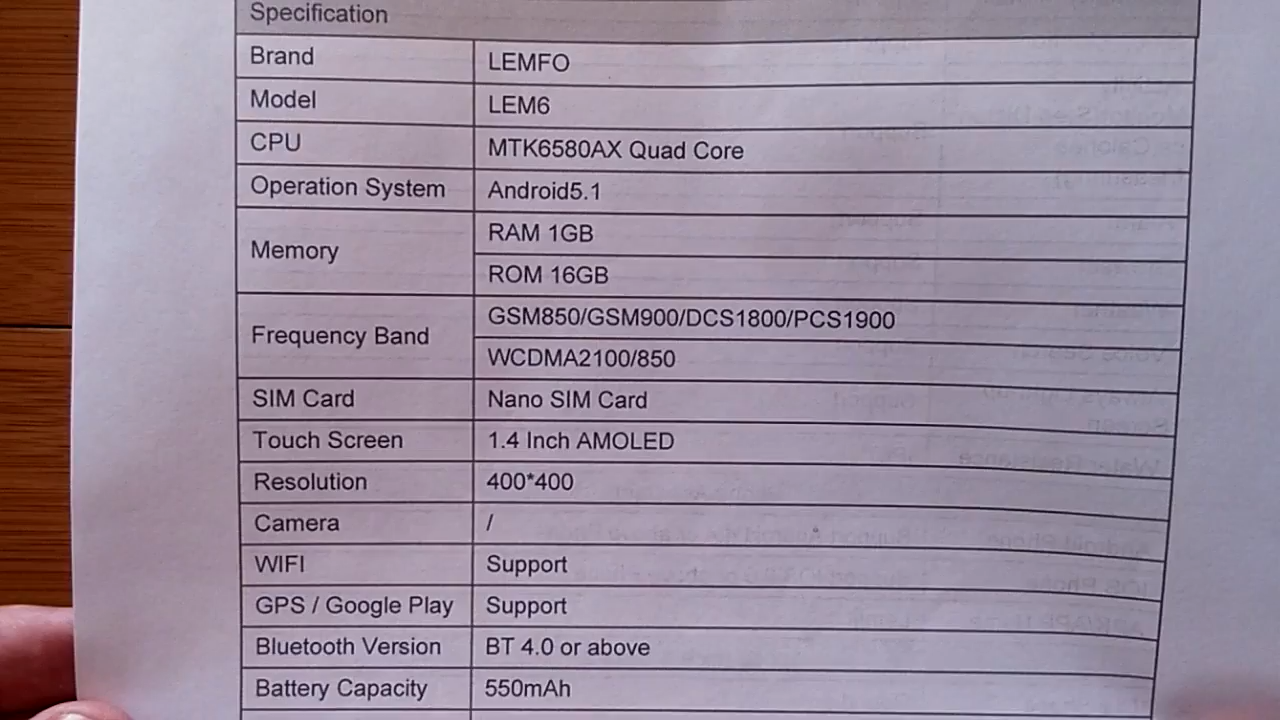 Specification
Brand LEMFO
Model LEM6
CPU MTK6580AX Quad Core
Operation System Android5.1
Memory RAM 1GB
ROM 16GB
Frequency Band GSM850/GSM900/DCS1800/PCS1900
WCDMA2100/850
SIM Card Nano SIM Card
Touch Screen 1.4 Inch AMOLED
Resolution 400*400
Camera /
WIFI Support
GPS / Google Play Support
Bluetooth Version BT 4.0 or above
Battery Capacity 550mAh